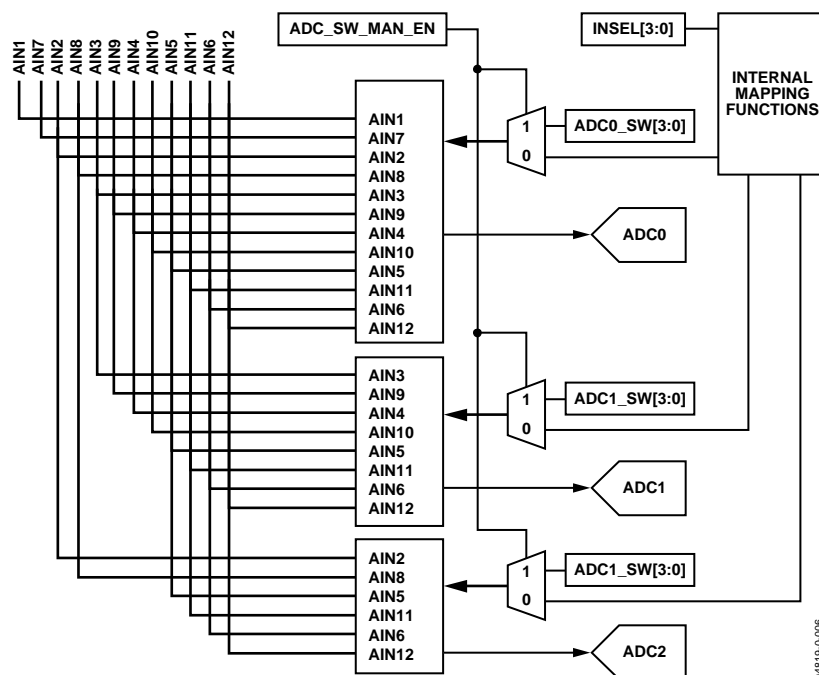 AIN1
AIN7
AIN2
AIN8
AIN3
AIN9
AIN4
AIN10
AIN5
AIN11
AIN6
AIN12
ADC_SW_MAN_EN
INSEL[3:0]
INTERNAL
MAPPING
FUNCTIONS
AIN1
AIN7
AIN2
AIN8
AIN3
AIN9
AIN4
AIN10
AIN5
AIN11
AIN6
AIN12
1
0
ADC0_SW[3:0]
ADC0
AIN3
AIN9
AIN4
AIN10
AIN5
AIN11
AIN6
AIN12
1
0
ADC1_SW[3:0]
ADC1
AIN2
AIN8
AIN5
AIN11
AIN6
AIN12
1
0
ADC1_SW[3:0]
ADC2